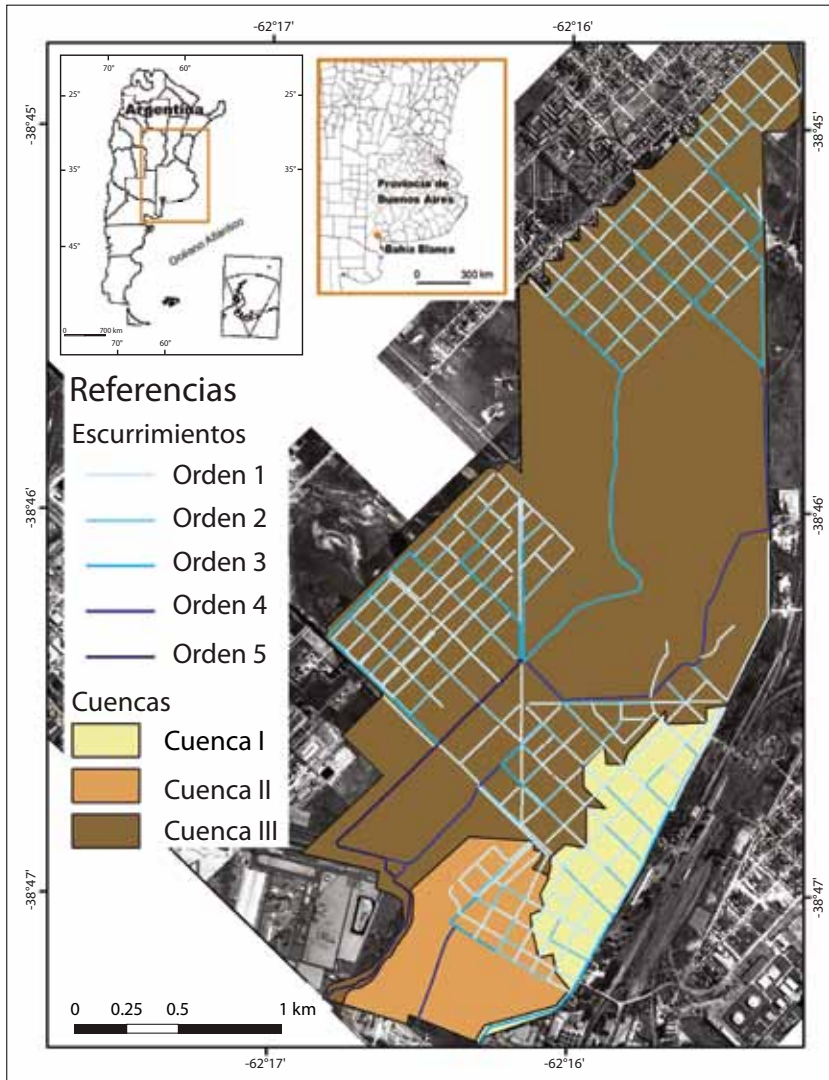 -62°17'
-62°16'
-38°45'
-38°46'
-38°47'
-38°45'
-38°46'
-38°47'
-62°17'
-62°16'
70°
60°
25°
25°
35°
35°
45°
70°
60°
Argentina
Océano Atlántico
0 700 km
Provincia de
Buenos Aires
Bahía Blanca
0 300 km
Referencias
Escurrimientos
Orden 1
Orden 2
Orden 3
Orden 4
Orden 5
Cuencas
Cuenca I
Cuenca II
Cuenca III
0 0.25 0.5 1 km